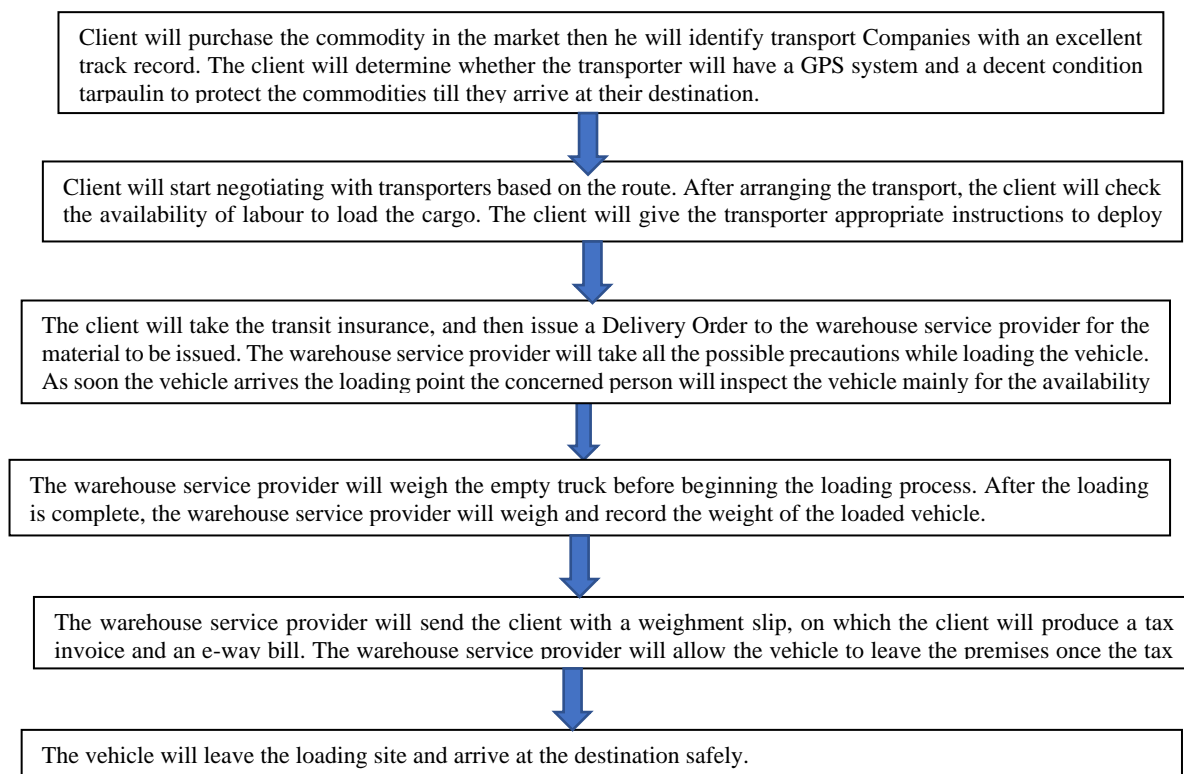 Client will purchase the commodity in the market then he will identify transport Companies with an excellent
track record. The client will determine whether the transporter will have a GPS system and a decent condition
tarpaulin to protect the commodities till they arrive at their destination.
Client will start negotiating with transporters based on the route. After arranging the transport, the client will check
the availability of labour to load the cargo. The client will give the transporter appropriate instructions to deploy
The client will take the transit insurance, and then issue a Delivery Order to the warehouse service provider for the
material to be issued. The warehouse service provider will take all the possible precautions while loading the vehicle.
As soon the vehicle arrives the loading point the concerned person will inspect the vehicle mainly for the availability
The warehouse service provider will weigh the empty truck before beginning the loading process. After the loading
is complete, the warehouse service provider will weigh and record the weight of the loaded vehicle.
The warehouse service provider will send the client with a weighment slip, on which the client will produce a tax
invoice and an e-way bill. The warehouse service provider will allow the vehicle to leave the premises once the tax
The vehicle will leave the loading site and arrive at the destination safely.